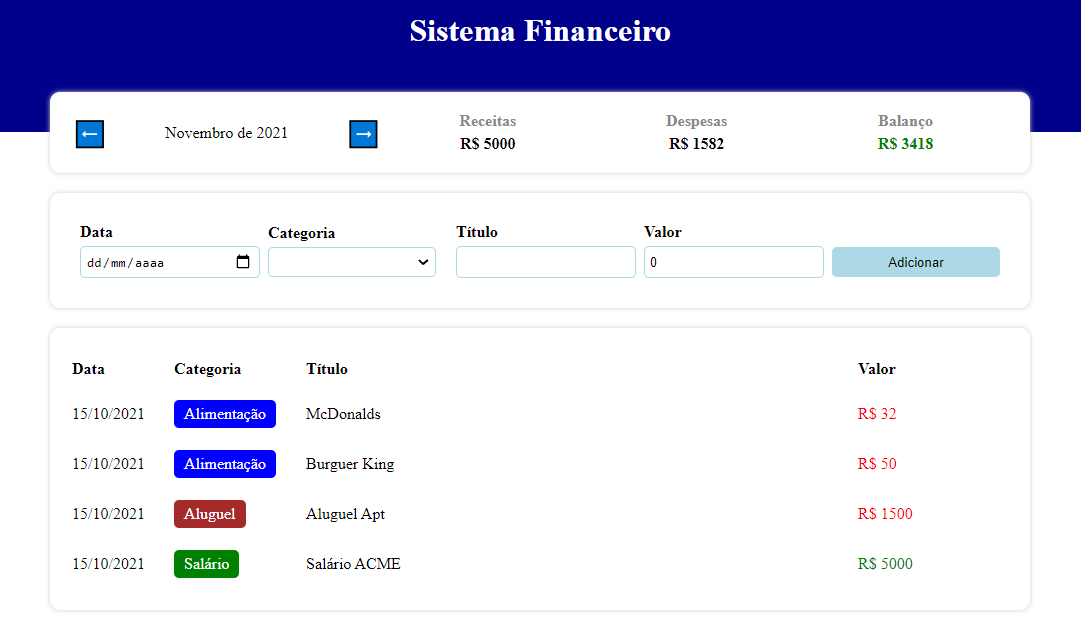 Sistema Financeiro
← Novembro de 2021 →
Receitas Despesas Balanço
R$ 5000 R$ 1582 R$ 3418
Data Categoria Título Valor
dd/mm/aaaa 0 Adicionar
Data Categoria Título Valor
15/10/2021 Alimentação McDonalds R$ 32
15/10/2021 Alimentação Burguer King R$ 50
15/10/2021 Aluguel Aluguel Apt R$ 1500
15/10/2021 Salário Salário ACME R$ 5000